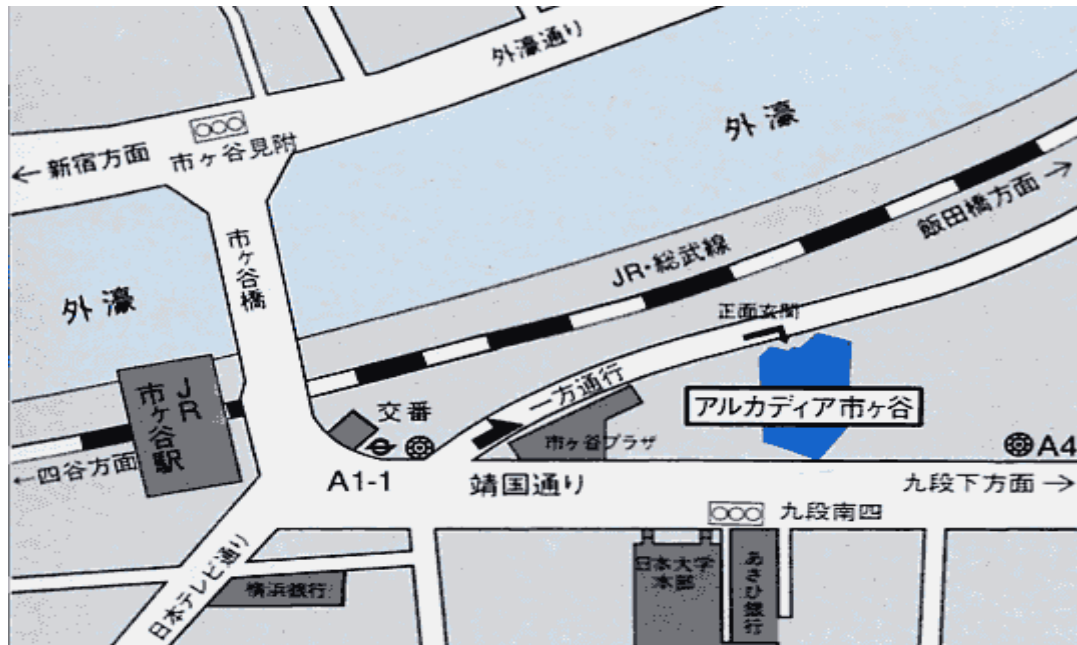 外濠通り
外濠
←新宿方面
市ヶ谷見附
市ヶ谷橋
飯田橋方面→
JR・総武線
外濠
正面玄関
JR
市ヶ谷駅
一方通行
アルカディア市ヶ谷
交番
市ヶ谷プラザ
A4
←四谷方面
A1-1
靖国通り
九段下方面→
九段南四
日本テレビ通り
横浜銀行
日本大学
本部
あさひ銀行